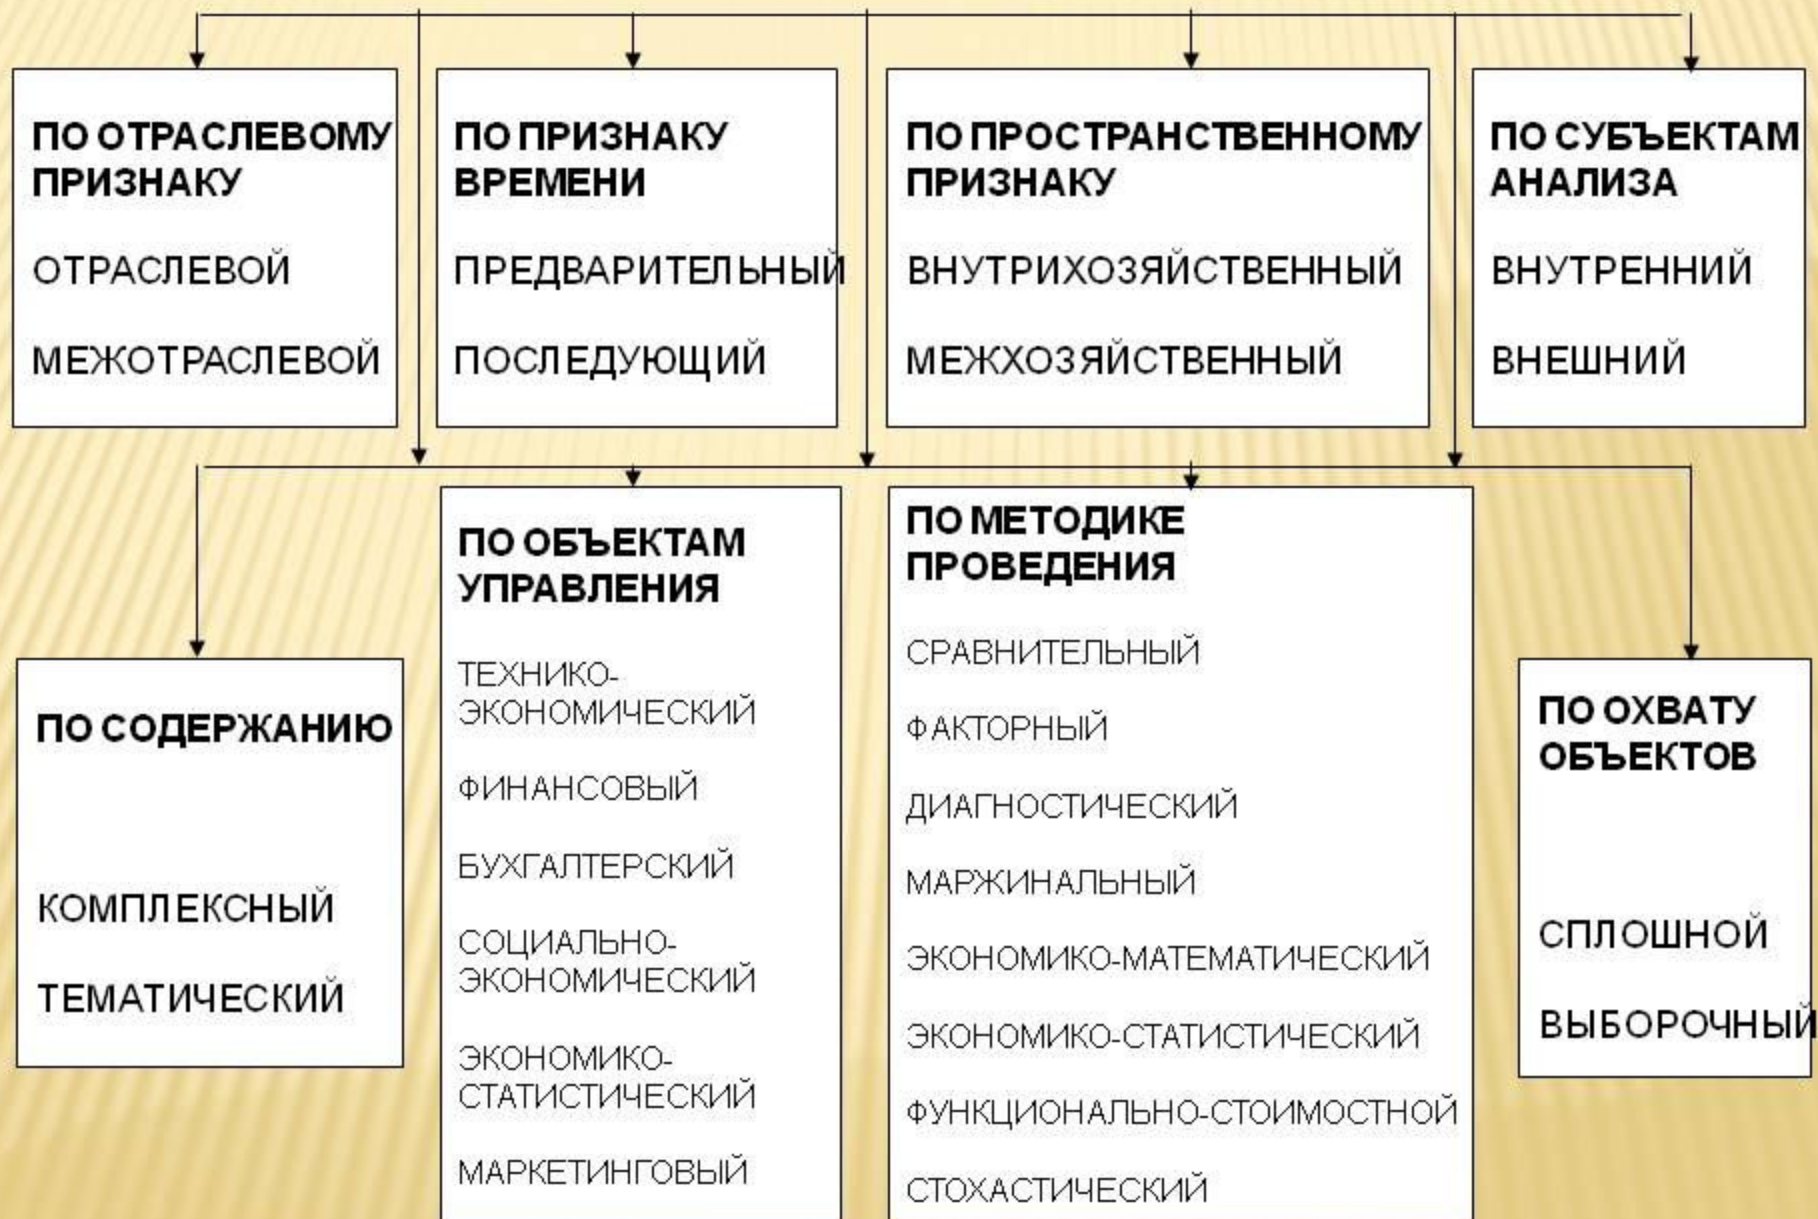 ПО ОТРАСЛЕВОМУ
ПРИЗНАКУ
ОТРАСЛЕВОЙ
МЕЖОТРАСЛЕВОЙ
ПО ПРИЗНАКУ
ВРЕМЕНИ
ПРЕДВАРИТЕЛЬНЫЙ
ПОСЛЕДУЮЩИЙ
ПО ПРОСТРАНСТВЕННОМУ
ПРИЗНАКУ
ВНУТРИХОЗЯЙСТВЕННЫЙ
МЕЖХОЗЯЙСТВЕННЫЙ
ПО СУБЪЕКТАМ
АНАЛИЗА
ВНУТРЕННИЙ
ВНЕШНИЙ
ПО СОДЕРЖАНИЮ
КОМПЛЕКСНЫЙ
ТЕМАТИЧЕСКИЙ
ПО ОБЪЕКТАМ
УПРАВЛЕНИЯ
ТЕХНИКО-
ЭКОНОМИЧЕСКИЙ
ФИНАНСОВЫЙ
БУХГАЛТЕРСКИЙ
СОЦИАЛЬНО-
ЭКОНОМИЧЕСКИЙ
ЭКОНОМИКО-
СТАТИСТИЧЕСКИЙ
МАРКЕТИНГОВЫЙ
ПО МЕТОДИКЕ
ПРОВЕДЕНИЯ
СРАВНИТЕЛЬНЫЙ
ФАКТОРНЫЙ
ДИАГНОСТИЧЕСКИЙ
МАРЖИНАЛЬНЫЙ
ЭКОНОМИКО-МАТЕМАТИЧЕСКИЙ
ЭКОНОМИКО-СТАТИСТИЧЕСКИЙ
ФУНКЦИОНАЛЬНО-СТОИМОСТНОЙ
СТОХАСТИЧЕСКИЙ
ПО ОХВАТУ
ОБЪЕКТОВ
СПЛОШНОЙ
ВЫБОРОЧНЫЙ